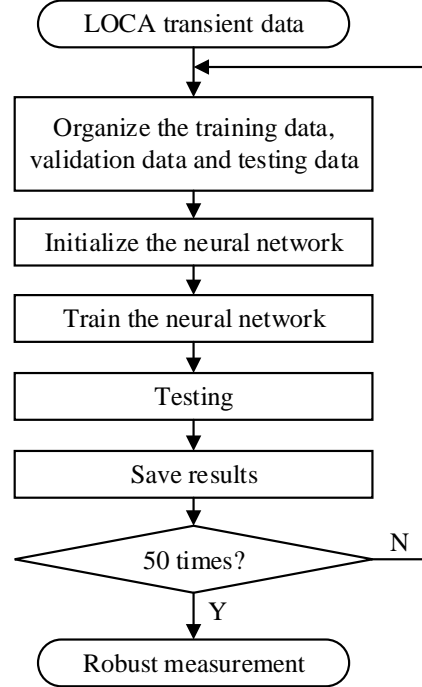 LOCA transient data
Organize the training data,
validation data and testing data
Initialize the neural network
Train the neural network
Testing
Save results
50 times?
N
Y
Robust measurement